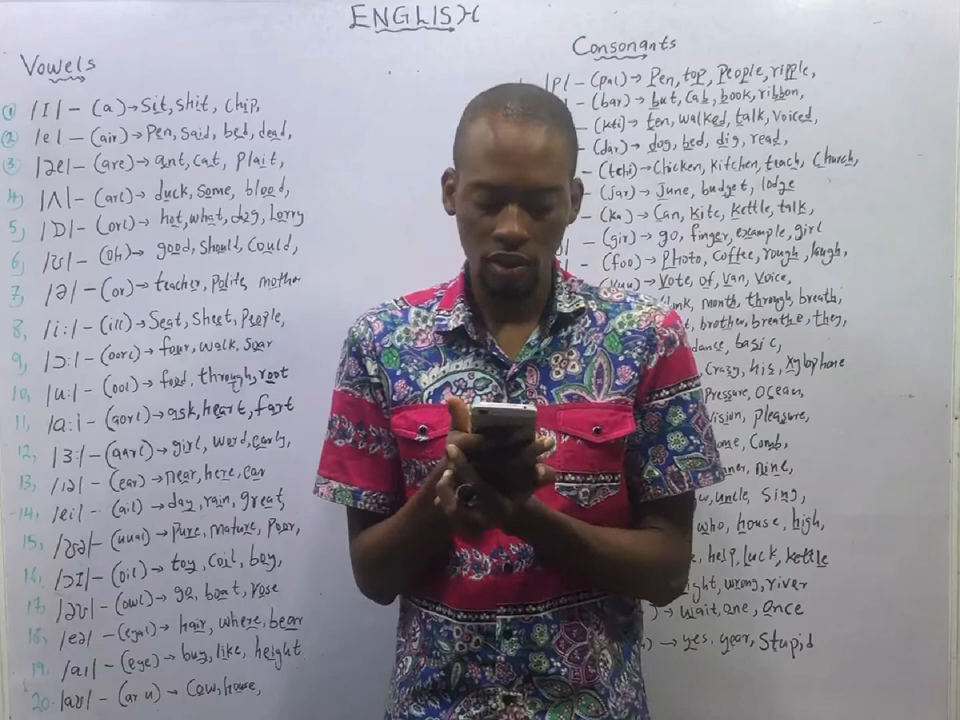 ENGLISH
Vowels
① /I/ - (a) → Sit, shit, chip,
② /e/ - (air) → Pen, said, bed, dead,
③ /æ/ - (are) → ant, cat, plait,
4, /Λ/ - (arl) → duck, some, blood,
5, /D/ - (orl) → hot, what, dog, Lorry
6, /ʊ/ - (oh) → good, should, could,
7, /ə/ - (or) → teacher, polite, mother
8, /i:/ - (ill) → Seat, sheet, people,
9, /ɔ:/ - (oorl) → four, walk, soar
10, /u:/ - (ool) → food, through, root
11, /a:/ - (aorl) → ask, heart, fart
12, /3:/ - (aarl) → girl, word, early,
13, /Iə/ - (ear) → near, here, ear
14, /ei/ - (ail) → day, rain, great,
15, /ʊə/ - (uual) → pure, mature, poor,
16, /ɔI/ - (oil) → toy, coil, boy,
17, /əʊ/ - (owl) → go, boat, rose
18, /eə/ - (eyal) → hair, where, bear
19, /aI/ - (eye) → buy, like, height
20. /aʊ/ - (ar u) → Cow, house,
Consonants
/P/ - (pal) → Pen, top, people, ripple,
- (bar) → but, cab, book, ribbon,
- (kti) → ten, walked, talk, voiced,
- (dar) → dog, bed, dig, read,
- (tchi) → Chicken, kitchen, teach, church,
- (jar) → June, budget, lodge
- (ka) → Can, kite, kettle, talk,
- (gir) → go, finger, example, girl
- (foo) → Photo, coffee, rough, laugh,
→ Vote, of, van, voice,
month, through, breath,
brother, breathe, they,
dance, basic,
Crazy, his, xylophone
Pressure, Ocean,
pleasure,
Comb,
nine,
uncle, sing,
who, house, high,
help, luck, kettle
wrong, river
) → Wait, one, once
) → yes, year, Stupid